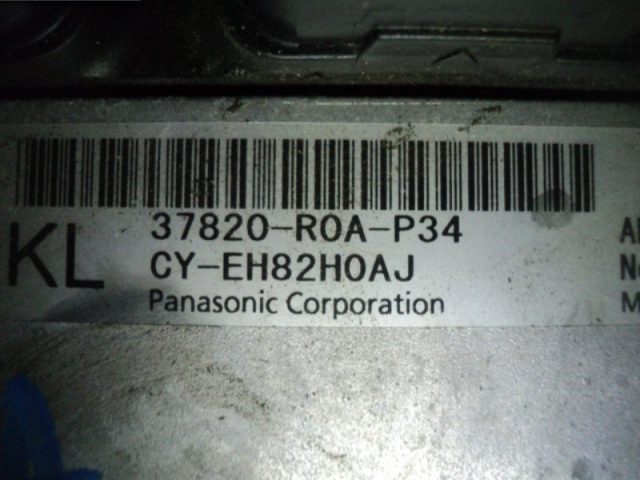 37820-R0A-P34
KL
CY-EH82H0AJ
Panasonic Corporation